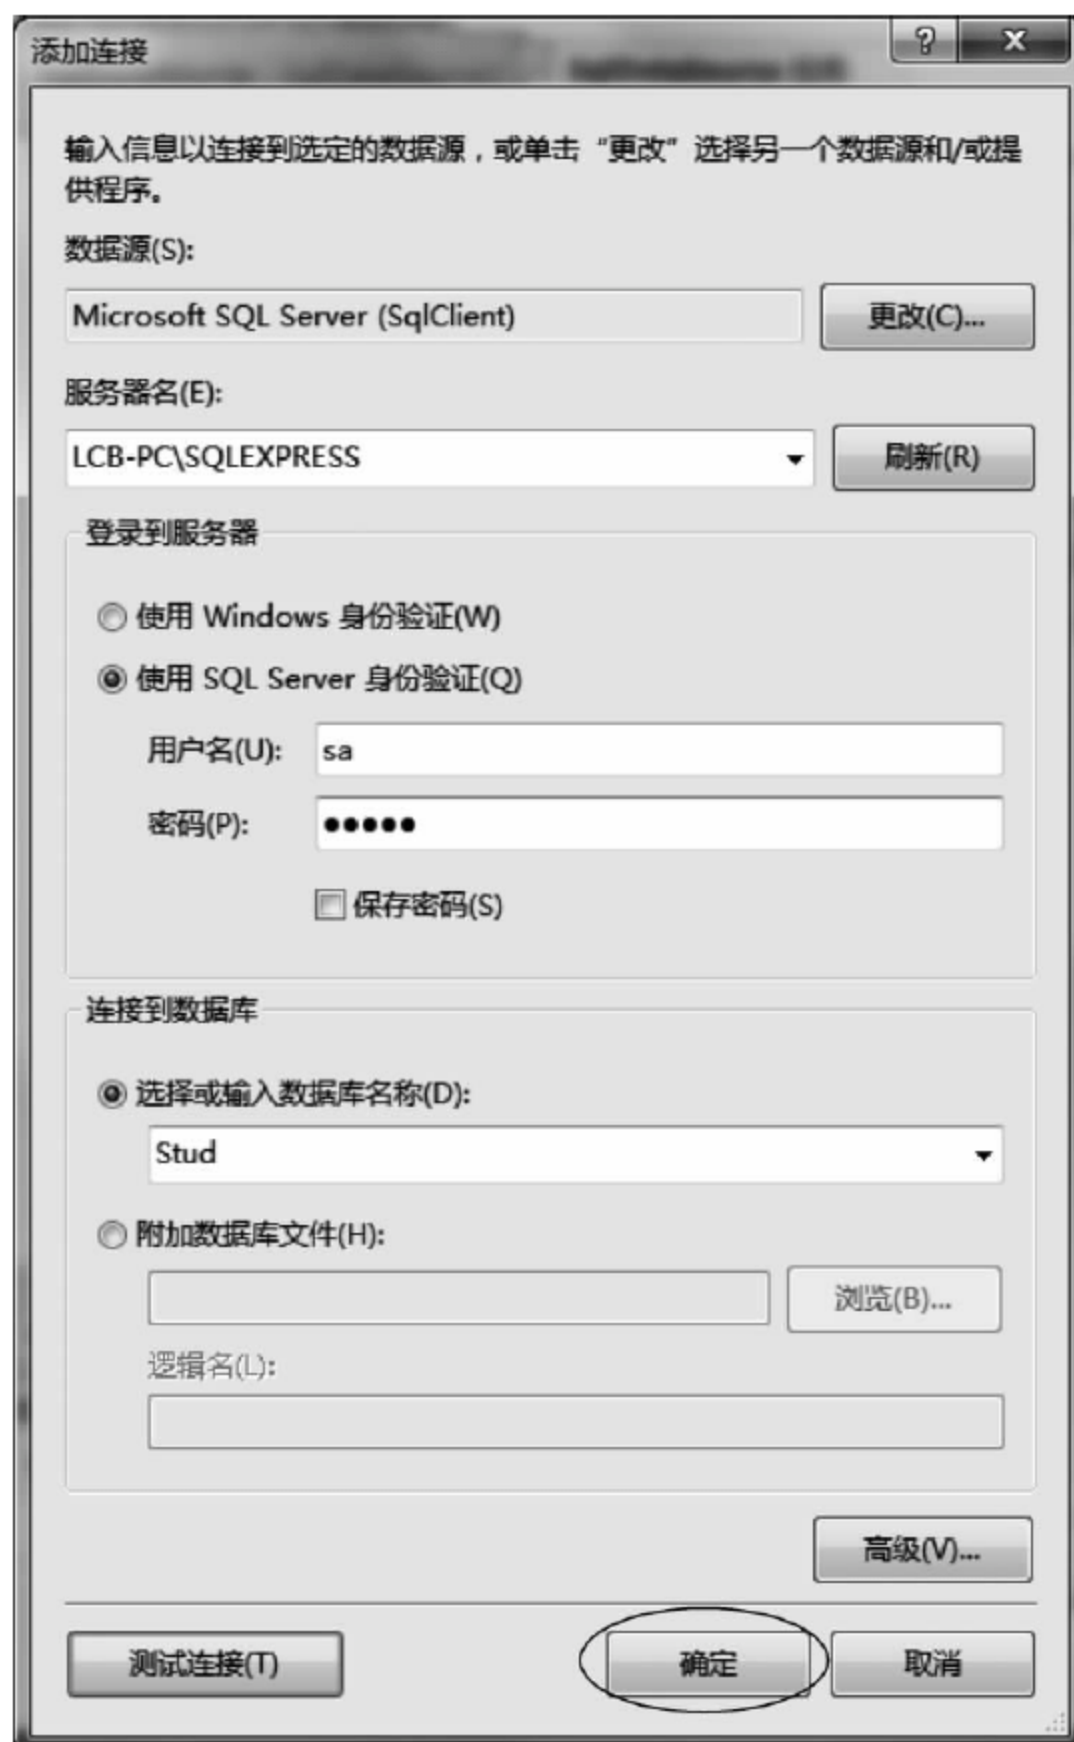 添加连接
输入信息以连接到选定的数据源，或单击“更改”选择另一个数据源和/或提
供程序。
数据源(S):
Microsoft SQL Server (SqlClient)
更改(C)...
服务器名(E):
LCB-PC\SQLEXPRESS
刷新(R)
登录到服务器
使用 Windows 身份验证(W)
使用 SQL Server 身份验证(Q)
用户名(U):
sa
密码(P):
●●●●●
保存密码(S)
连接到数据库
选择或输入数据库名称(D):
Stud
附加数据库文件(H):
浏览(B)...
逻辑名(L):
高级(V)...
测试连接(T)
确定
取消